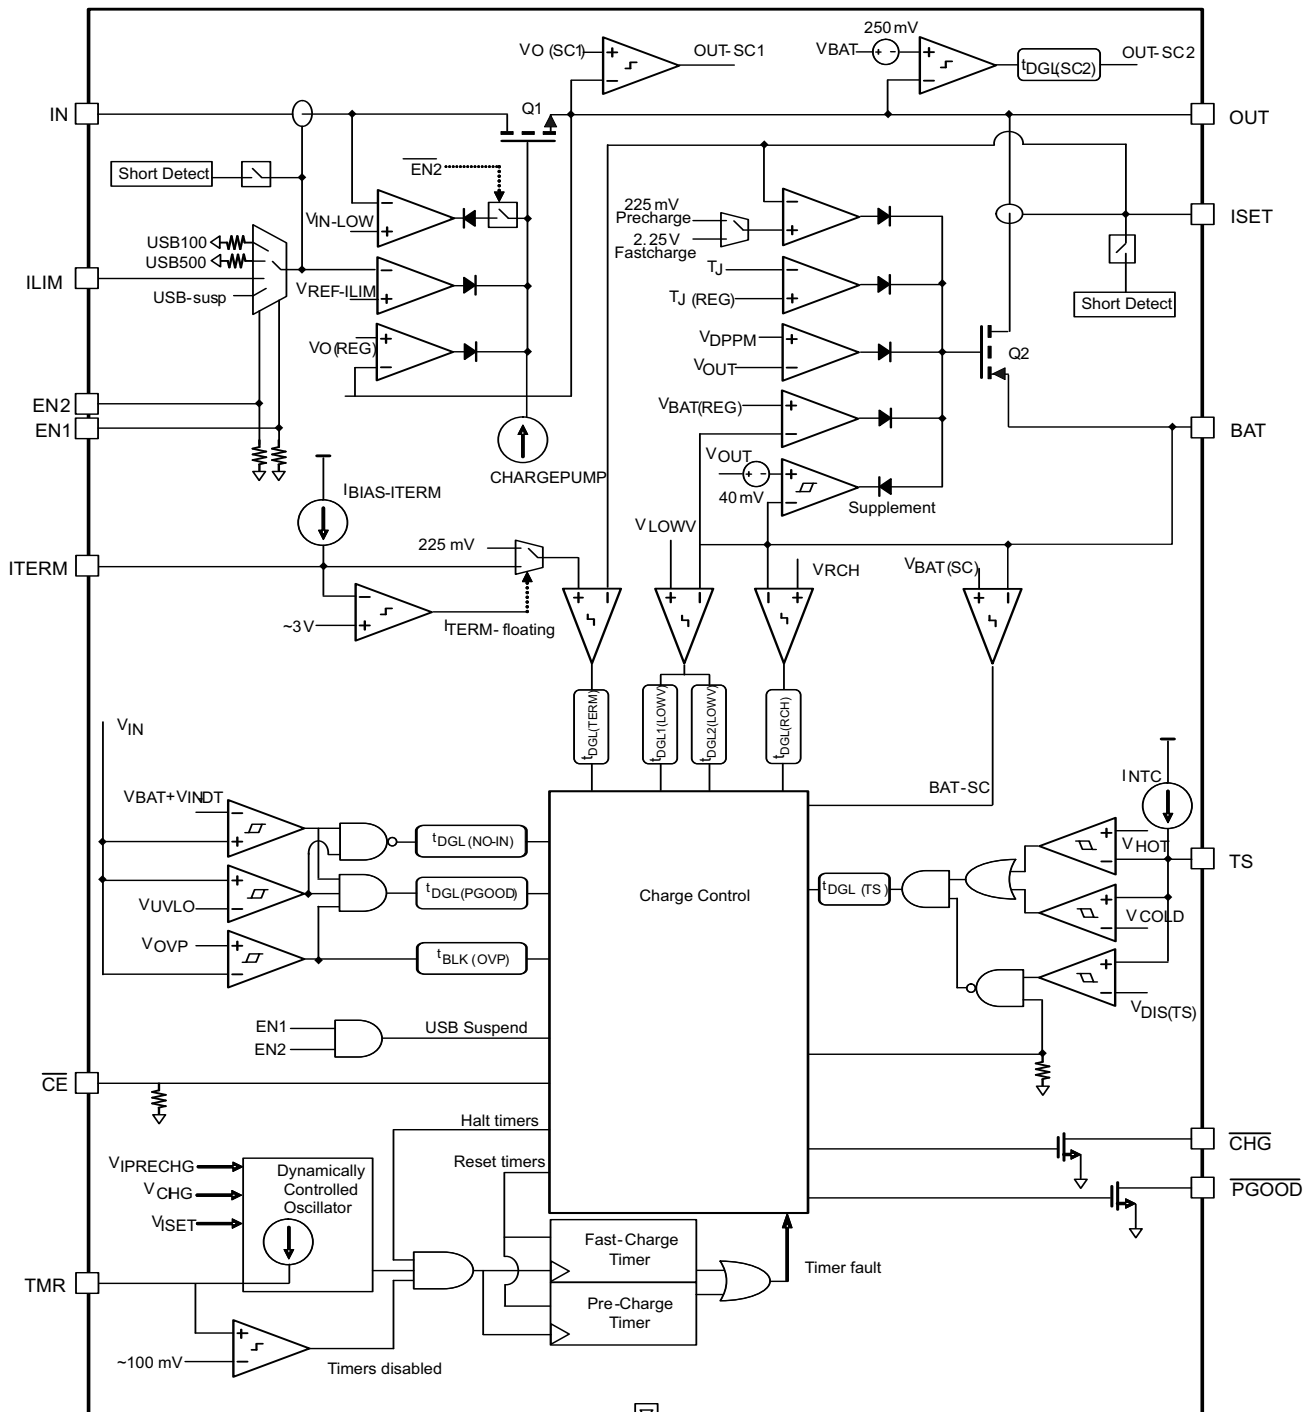 VO (SC1)
OUT-SC1
250 mV
VBAT
tDGL(SC2)
OUT-SC2
IN
Q1
OUT
EN2
Short Detect
VIN-LOW
225 mV
Precharge
2.25 V
Fastcharge
ISET
USB100
USB500
ILIM
USB-susp
VREF-ILIM
TJ
TJ (REG)
Short Detect
VO (REG)
VDPPM
VOUT
Q2
EN2
EN1
VBAT(REG)
BAT
VOUT
40 mV
Supplement
CHARGEPUMP
IBIAS-ITERM
VLOWV
225 mV
ITERM
VRCH
VBAT(SC)
~3 V
ITERM- floating
tDGL(TERM)
tDGL1(LOWV)
tDGL2(LOWV)
tDGL(RCH)
VIN
BAT-SC
INTC
VBAT+VINDT
tDGL(NO-IN)
VHOT
TS
Charge Control
tDGL(PGOOD)
tDGL (TS)
VUVLO
VCOLD
VOVP
tBLK (OVP)
VDIS(TS)
EN1
EN2
USB Suspend
CE
Halt timers
CHG
Reset timers
VIPRECHG
VCHG
VISET
Dynamically
Controlled
Oscillator
PGOOD
Fast-Charge
Timer
Timer fault
TMR
Pre-Charge
Timer
~100 mV
Timers disabled